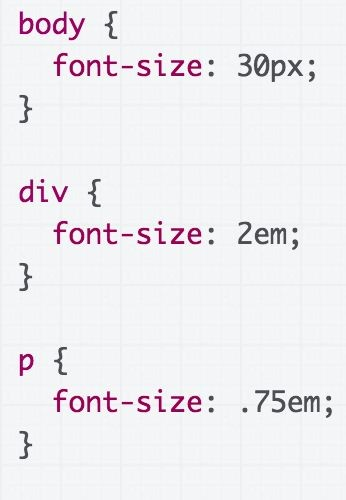 body {
  font-size: 30px;
}

div {
  font-size: 2em;
}

p {
  font-size: .75em;
}